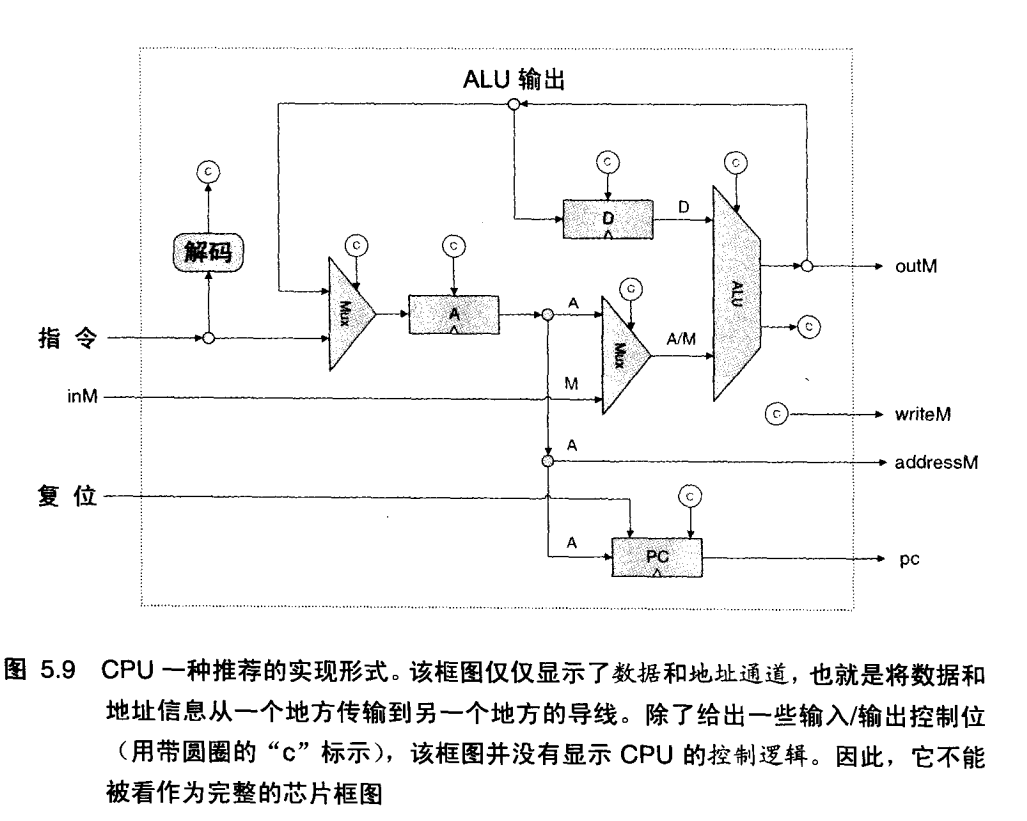 ALU 输出
C
C
C
D
D
解码
C
C
Mux
A
A
C
Mux
A/M
ALU
outM
C
指 令
inM
M
C
writeM
A
addressM
复 位
C
A
PC
pc
图 5.9 CPU 一种推荐的实现形式。该框图仅仅显示了数据和地址通道，也就是将数据和
地址信息从一个地方传输到另一个地方的导线。除了给出一些输入/输出控制位
（用带圆圈的“c”标示），该框图并没有显示 CPU 的控制逻辑。因此，它不能
被看作为完整的芯片框图